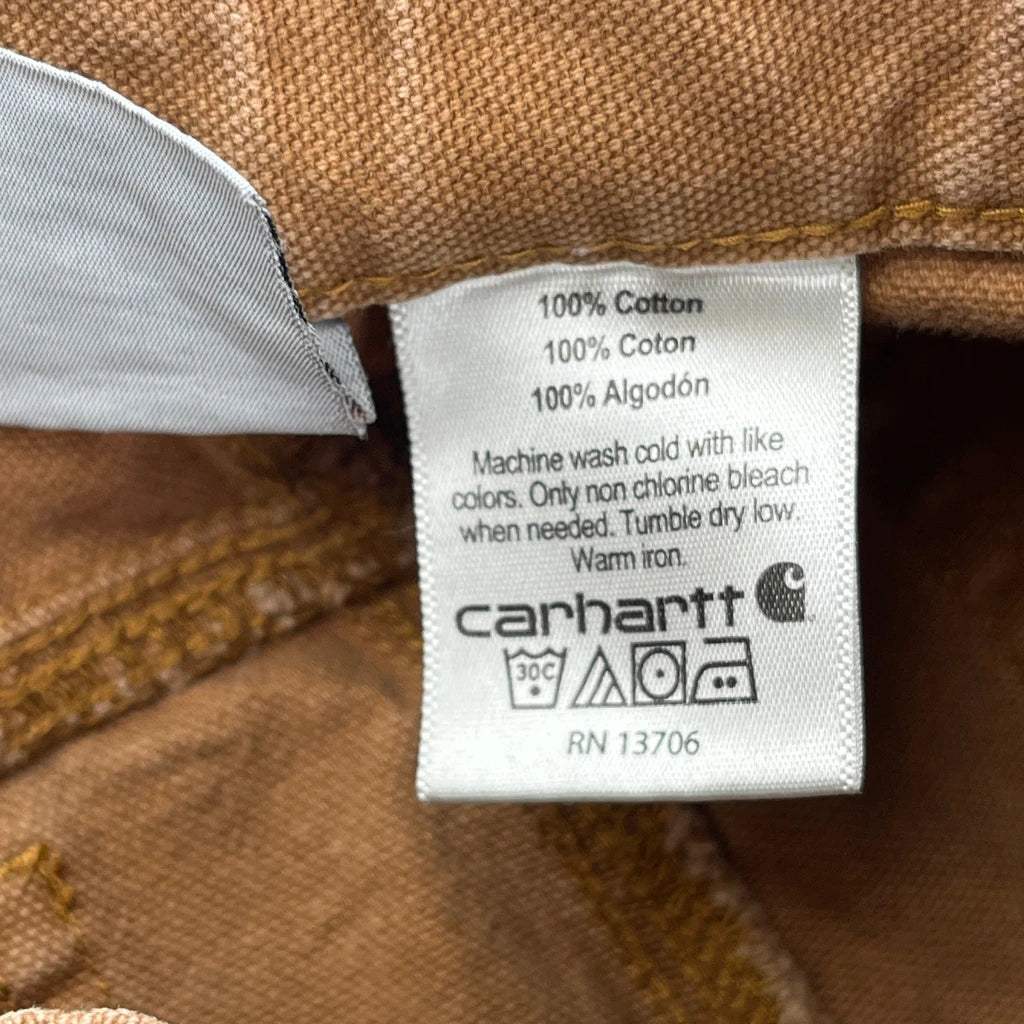 100% Cotton
100% Coton
100% Algodón
Machine wash cold with like
colors. Only non chlorine bleach
when needed. Tumble dry low.
Warm iron.
carhartt
30C
RN 13706